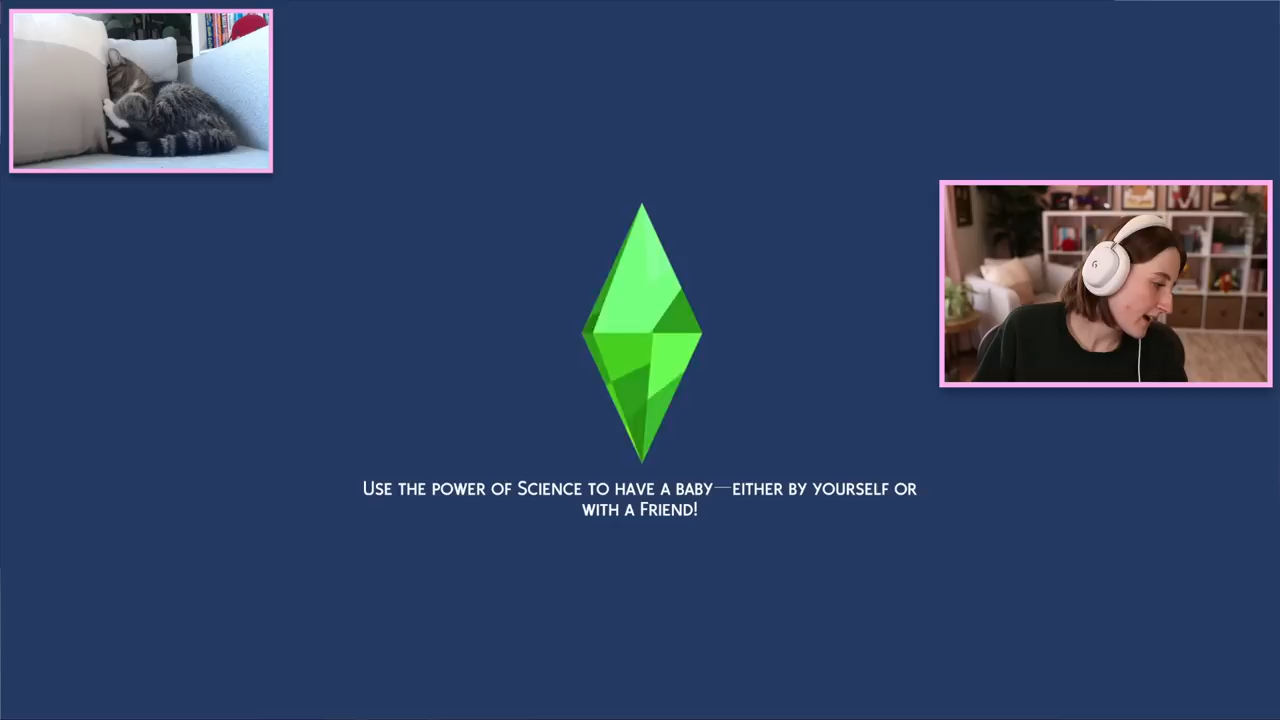 Use the power of Science to have a baby—either by yourself or
with a Friend!